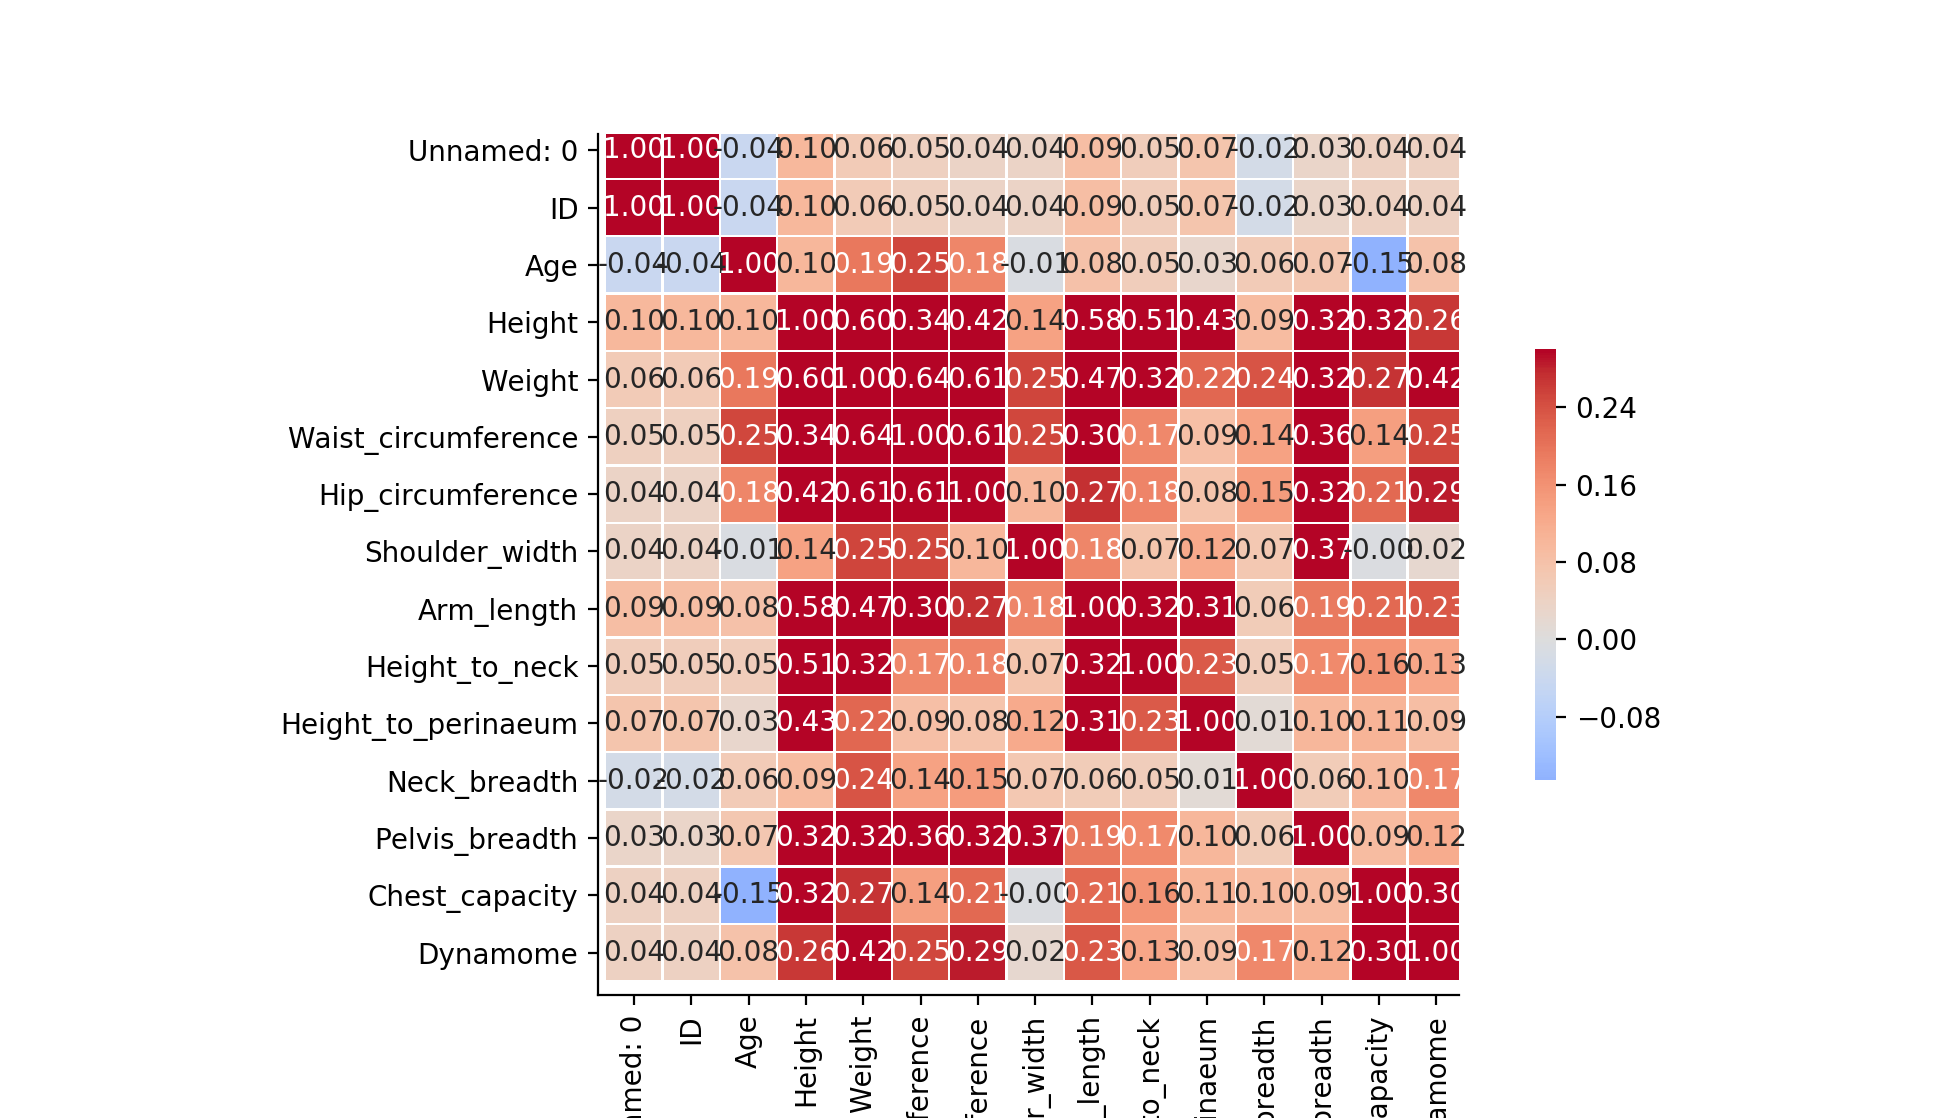 Unnamed: 0 1.00 1.00 -0.04 0.10 0.06 0.05 0.04 0.04 0.09 0.05 0.07 -0.02 0.03 0.04 0.04
ID 1.00 1.00 -0.04 0.10 0.06 0.05 0.04 0.04 0.09 0.05 0.07 -0.02 0.03 0.04 0.04
Age -0.04 -0.04 1.00 0.10 0.19 0.25 0.18 -0.01 0.08 0.05 0.03 0.06 0.07 -0.15 0.08
Height 0.10 0.10 0.10 1.00 0.60 0.34 0.42 0.14 0.58 0.51 0.43 0.09 0.32 0.32 0.26
Weight 0.06 0.06 0.19 0.60 1.00 0.64 0.61 0.25 0.47 0.32 0.22 0.24 0.32 0.27 0.42
Waist_circumference 0.05 0.05 0.25 0.34 0.64 1.00 0.61 0.25 0.30 0.17 0.09 0.14 0.36 0.14 0.25
Hip_circumference 0.04 0.04 0.18 0.42 0.61 0.61 1.00 0.10 0.27 0.18 0.08 0.15 0.32 0.21 0.29
Shoulder_width 0.04 0.04 -0.01 0.14 0.25 0.25 0.10 1.00 0.18 0.07 0.12 0.07 0.37 -0.00 0.02
Arm_length 0.09 0.09 0.08 0.58 0.47 0.30 0.27 0.18 1.00 0.32 0.31 0.06 0.19 0.21 0.23
Height_to_neck 0.05 0.05 0.05 0.51 0.32 0.17 0.18 0.07 0.32 1.00 0.23 0.05 0.17 0.16 0.13
Height_to_perinaeum 0.07 0.07 0.03 0.43 0.22 0.09 0.08 0.12 0.31 0.23 1.00 0.01 0.10 0.11 0.09
Neck_breadth -0.02 -0.02 0.06 0.09 0.24 0.14 0.15 0.07 0.06 0.05 0.01 1.00 0.06 0.10 0.17
Pelvis_breadth 0.03 0.03 0.07 0.32 0.32 0.36 0.32 0.37 0.19 0.17 0.10 0.06 1.00 0.09 0.12
Chest_capacity 0.04 0.04 -0.15 0.32 0.27 0.14 0.21 -0.00 0.21 0.16 0.11 0.10 0.09 1.00 0.30
Dynamome 0.04 0.04 0.08 0.26 0.42 0.25 0.29 0.02 0.23 0.13 0.09 0.17 0.12 0.30 1.00
amed: 0
ID
Age
Height
Weight
ference
ference
r_width
_length
to_neck
inaeum
breadth
breadth
apacity
amome
0.24
0.16
0.08
0.00
−0.08